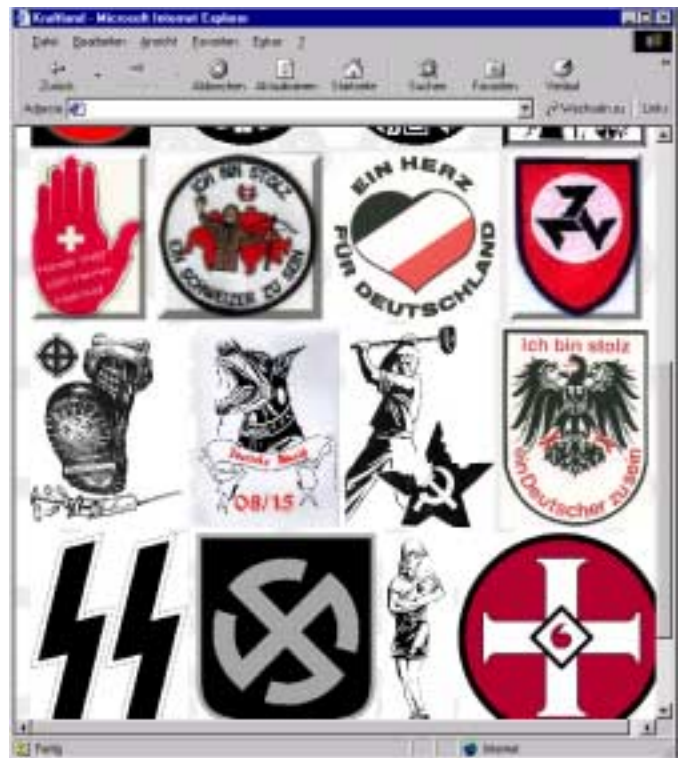 Kraftland - Microsoft Internet Explorer
Datei Bearbeiten Ansicht Favoriten Extras ?
Zurück Abbrechen Aktualisieren Startseite Suchen Favoriten Verlauf
Adresse Wechseln zu Links
ICH BIN STOLZ
EIN SCHWEIZER ZU SEIN
EIN HERZ
FÜR DEUTSCHLAND
08/15
Ich bin stolz
ein Deutscher zu sein
Fertig Internet